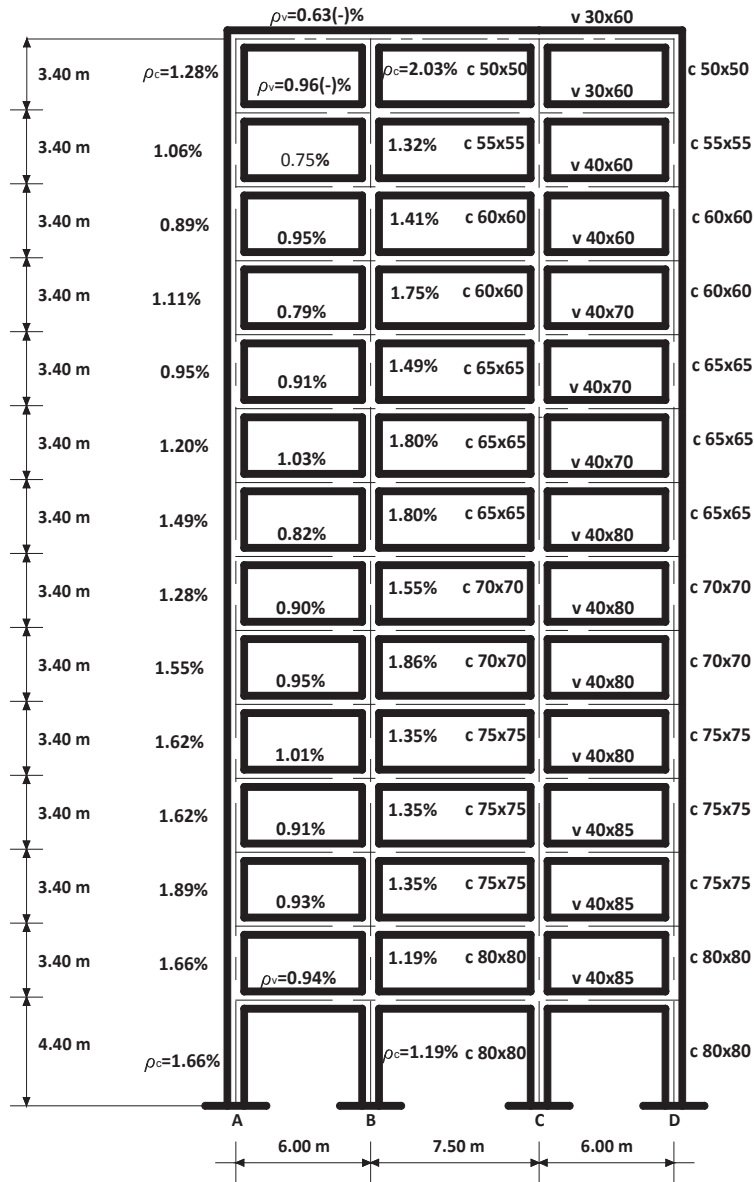 ρv=0.63(-)% v 30x60
3.40 m ρc=1.28% ρv=0.96(-)% ρc=2.03% c 50x50 v 30x60 c 50x50
3.40 m 1.06% 0.75% 1.32% c 55x55 v 40x60 c 55x55
3.40 m 0.89% 0.95% 1.41% c 60x60 v 40x60 c 60x60
3.40 m 1.11% 0.79% 1.75% c 60x60 v 40x70 c 60x60
3.40 m 0.95% 0.91% 1.49% c 65x65 v 40x70 c 65x65
3.40 m 1.20% 1.03% 1.80% c 65x65 v 40x70 c 65x65
3.40 m 1.49% 0.82% 1.80% c 65x65 v 40x80 c 65x65
3.40 m 1.28% 0.90% 1.55% c 70x70 v 40x80 c 70x70
3.40 m 1.55% 0.95% 1.86% c 70x70 v 40x80 c 70x70
3.40 m 1.62% 1.01% 1.35% c 75x75 v 40x80 c 75x75
3.40 m 1.62% 0.91% 1.35% c 75x75 v 40x85 c 75x75
3.40 m 1.89% 0.93% 1.35% c 75x75 v 40x85 c 75x75
3.40 m 1.66% ρv=0.94% 1.19% c 80x80 v 40x85 c 80x80
4.40 m ρc=1.66% ρc=1.19% c 80x80 c 80x80
A B C D
6.00 m 7.50 m 6.00 m